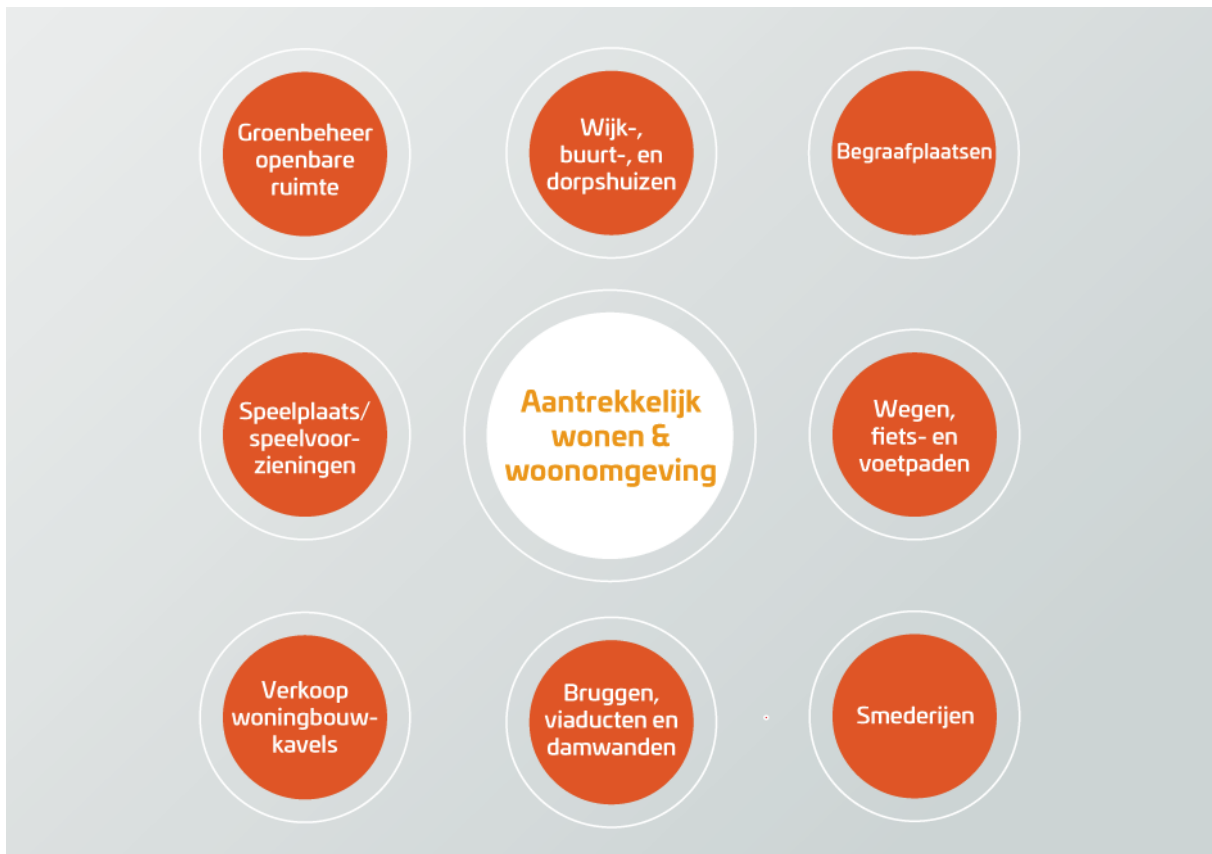 Groenbeheer
openbare
ruimte
Wijk-,
buurt-, en
dorpshuizen
Begraafplaatsen
Speelplaats/
speelvoor-
zieningen
Aantrekkelijk
wonen &
woonomgeving
Wegen,
fiets- en
voetpaden
Verkoop
woningbouw-
kavels
Bruggen,
viaducten en
damwanden
Smederijen